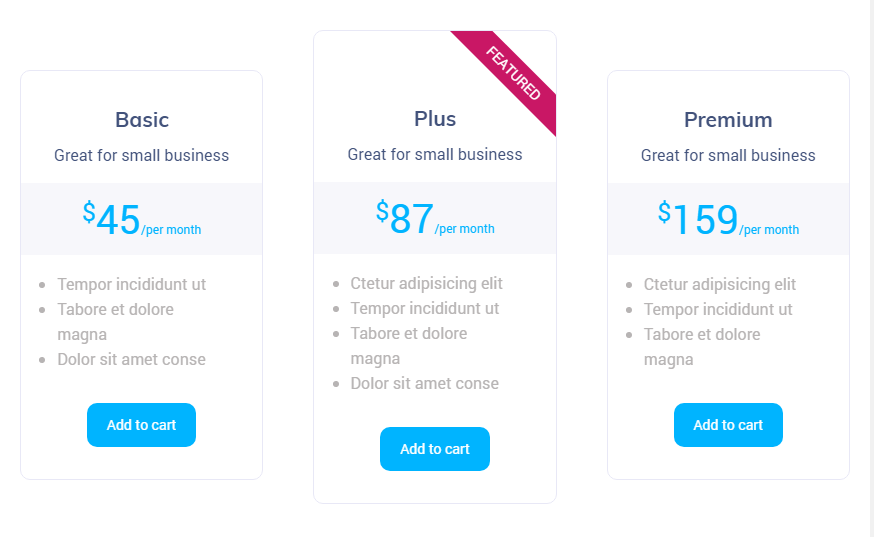 Basic
Great for small business
$45/per month
Tempor incididunt ut
Tabore et dolore
magna
Dolor sit amet conse
Add to cart
FEATURED
Plus
Great for small business
$87/per month
Ctetur adipisicing elit
Tempor incididunt ut
Tabore et dolore
magna
Dolor sit amet conse
Add to cart
Premium
Great for small business
$159/per month
Ctetur adipisicing elit
Tempor incididunt ut
Tabore et dolore
magna
Add to cart